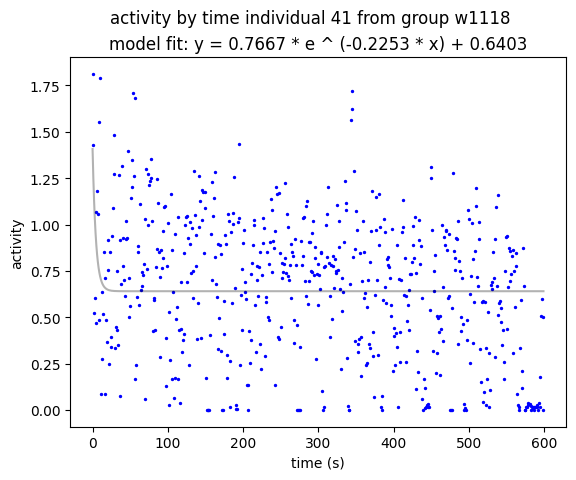 activity by time individual 41 from group w1118
model fit: y = 0.7667 * e ^ (-0.2253 * x) + 0.6403
1.75
1.50
1.25
1.00
0.75
0.50
0.25
0.00
activity
0 100 200 300 400 500 600
time (s)